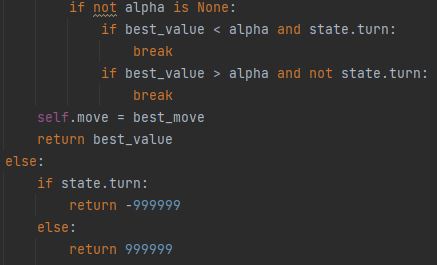 if not alpha is None:
if best_value < alpha and state.turn:
break
if best_value > alpha and not state.turn:
break
self.move = best_move
return best_value
else:
if state.turn:
return -999999
else:
return 999999